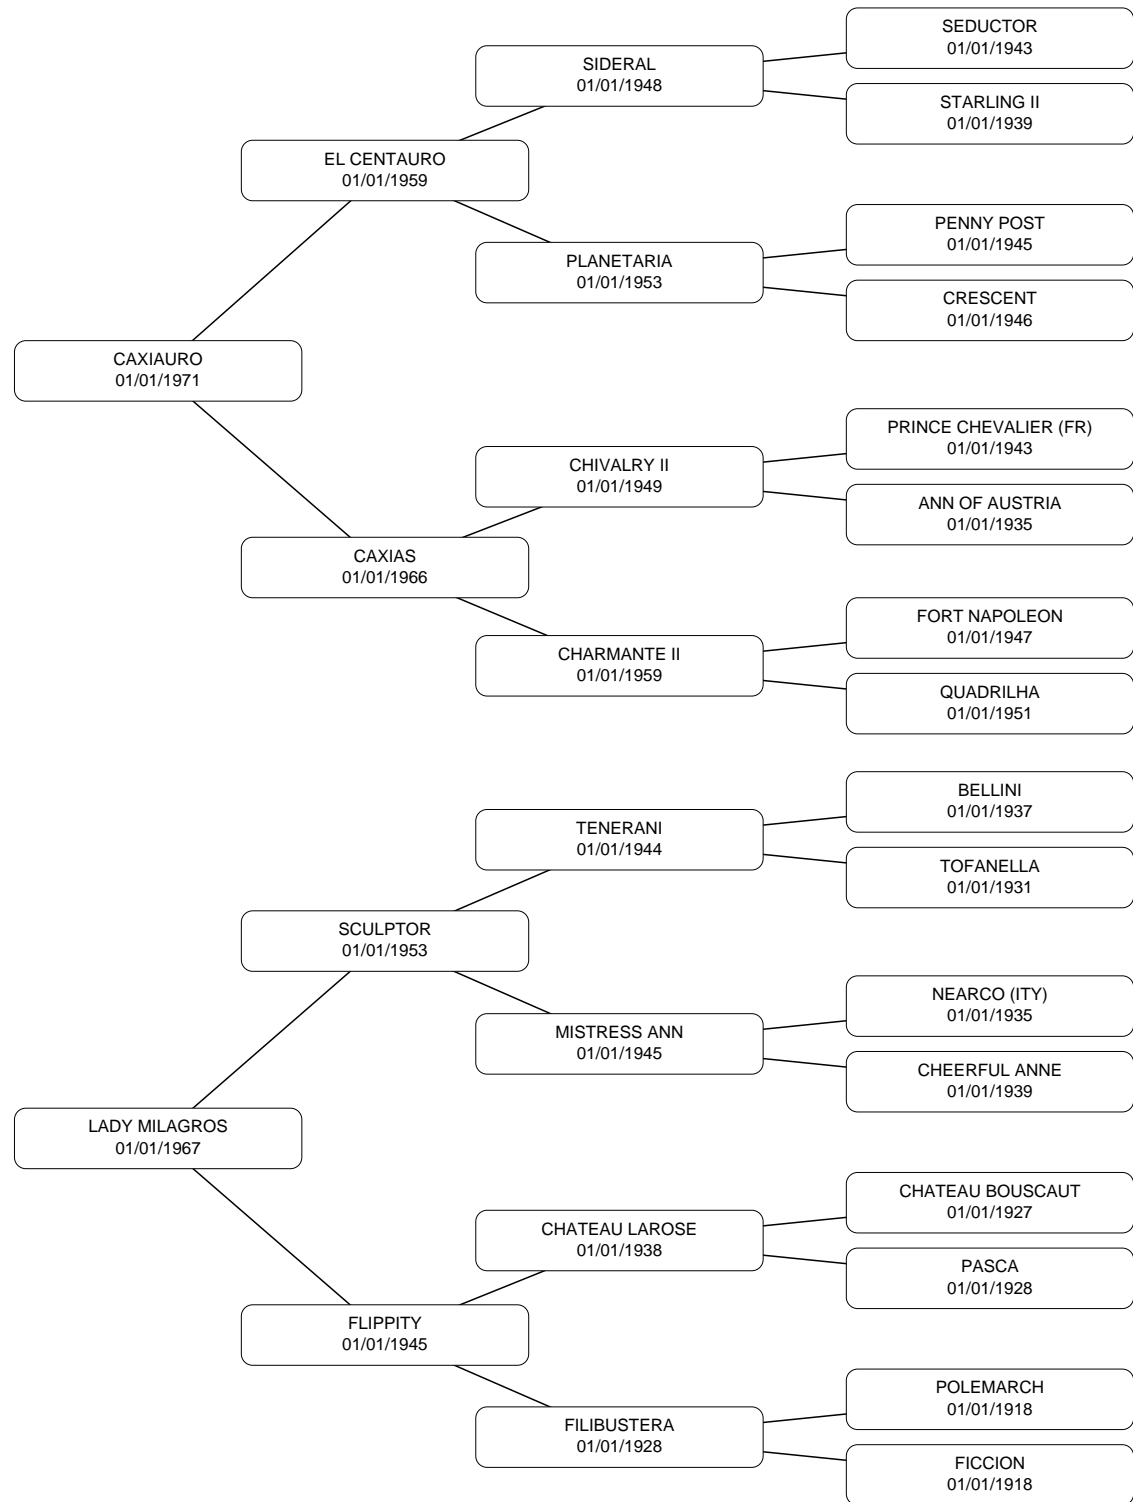 SEDUCTOR
01/01/1943
SIDERAL
01/01/1948
STARLING II
01/01/1939
EL CENTAURO
01/01/1959
PENNY POST
01/01/1945
PLANETARIA
01/01/1953
CRESCENT
01/01/1946
CAXIAURO
01/01/1971
PRINCE CHEVALIER (FR)
01/01/1943
CHIVALRY II
01/01/1949
ANN OF AUSTRIA
01/01/1935
CAXIAS
01/01/1966
FORT NAPOLEON
01/01/1947
CHARMANTE II
01/01/1959
QUADRILHA
01/01/1951
BELLINI
01/01/1937
TENERANI
01/01/1944
TOFANELLA
01/01/1931
SCULPTOR
01/01/1953
NEARCO (ITY)
01/01/1935
MISTRESS ANN
01/01/1945
CHEERFUL ANNE
01/01/1939
LADY MILAGROS
01/01/1967
CHATEAU BOUSCAUT
01/01/1927
CHATEAU LAROSE
01/01/1938
PASCA
01/01/1928
FLIPPITY
01/01/1945
POLEMARCH
01/01/1918
FILIBUSTERA
01/01/1928
FICCION
01/01/1918